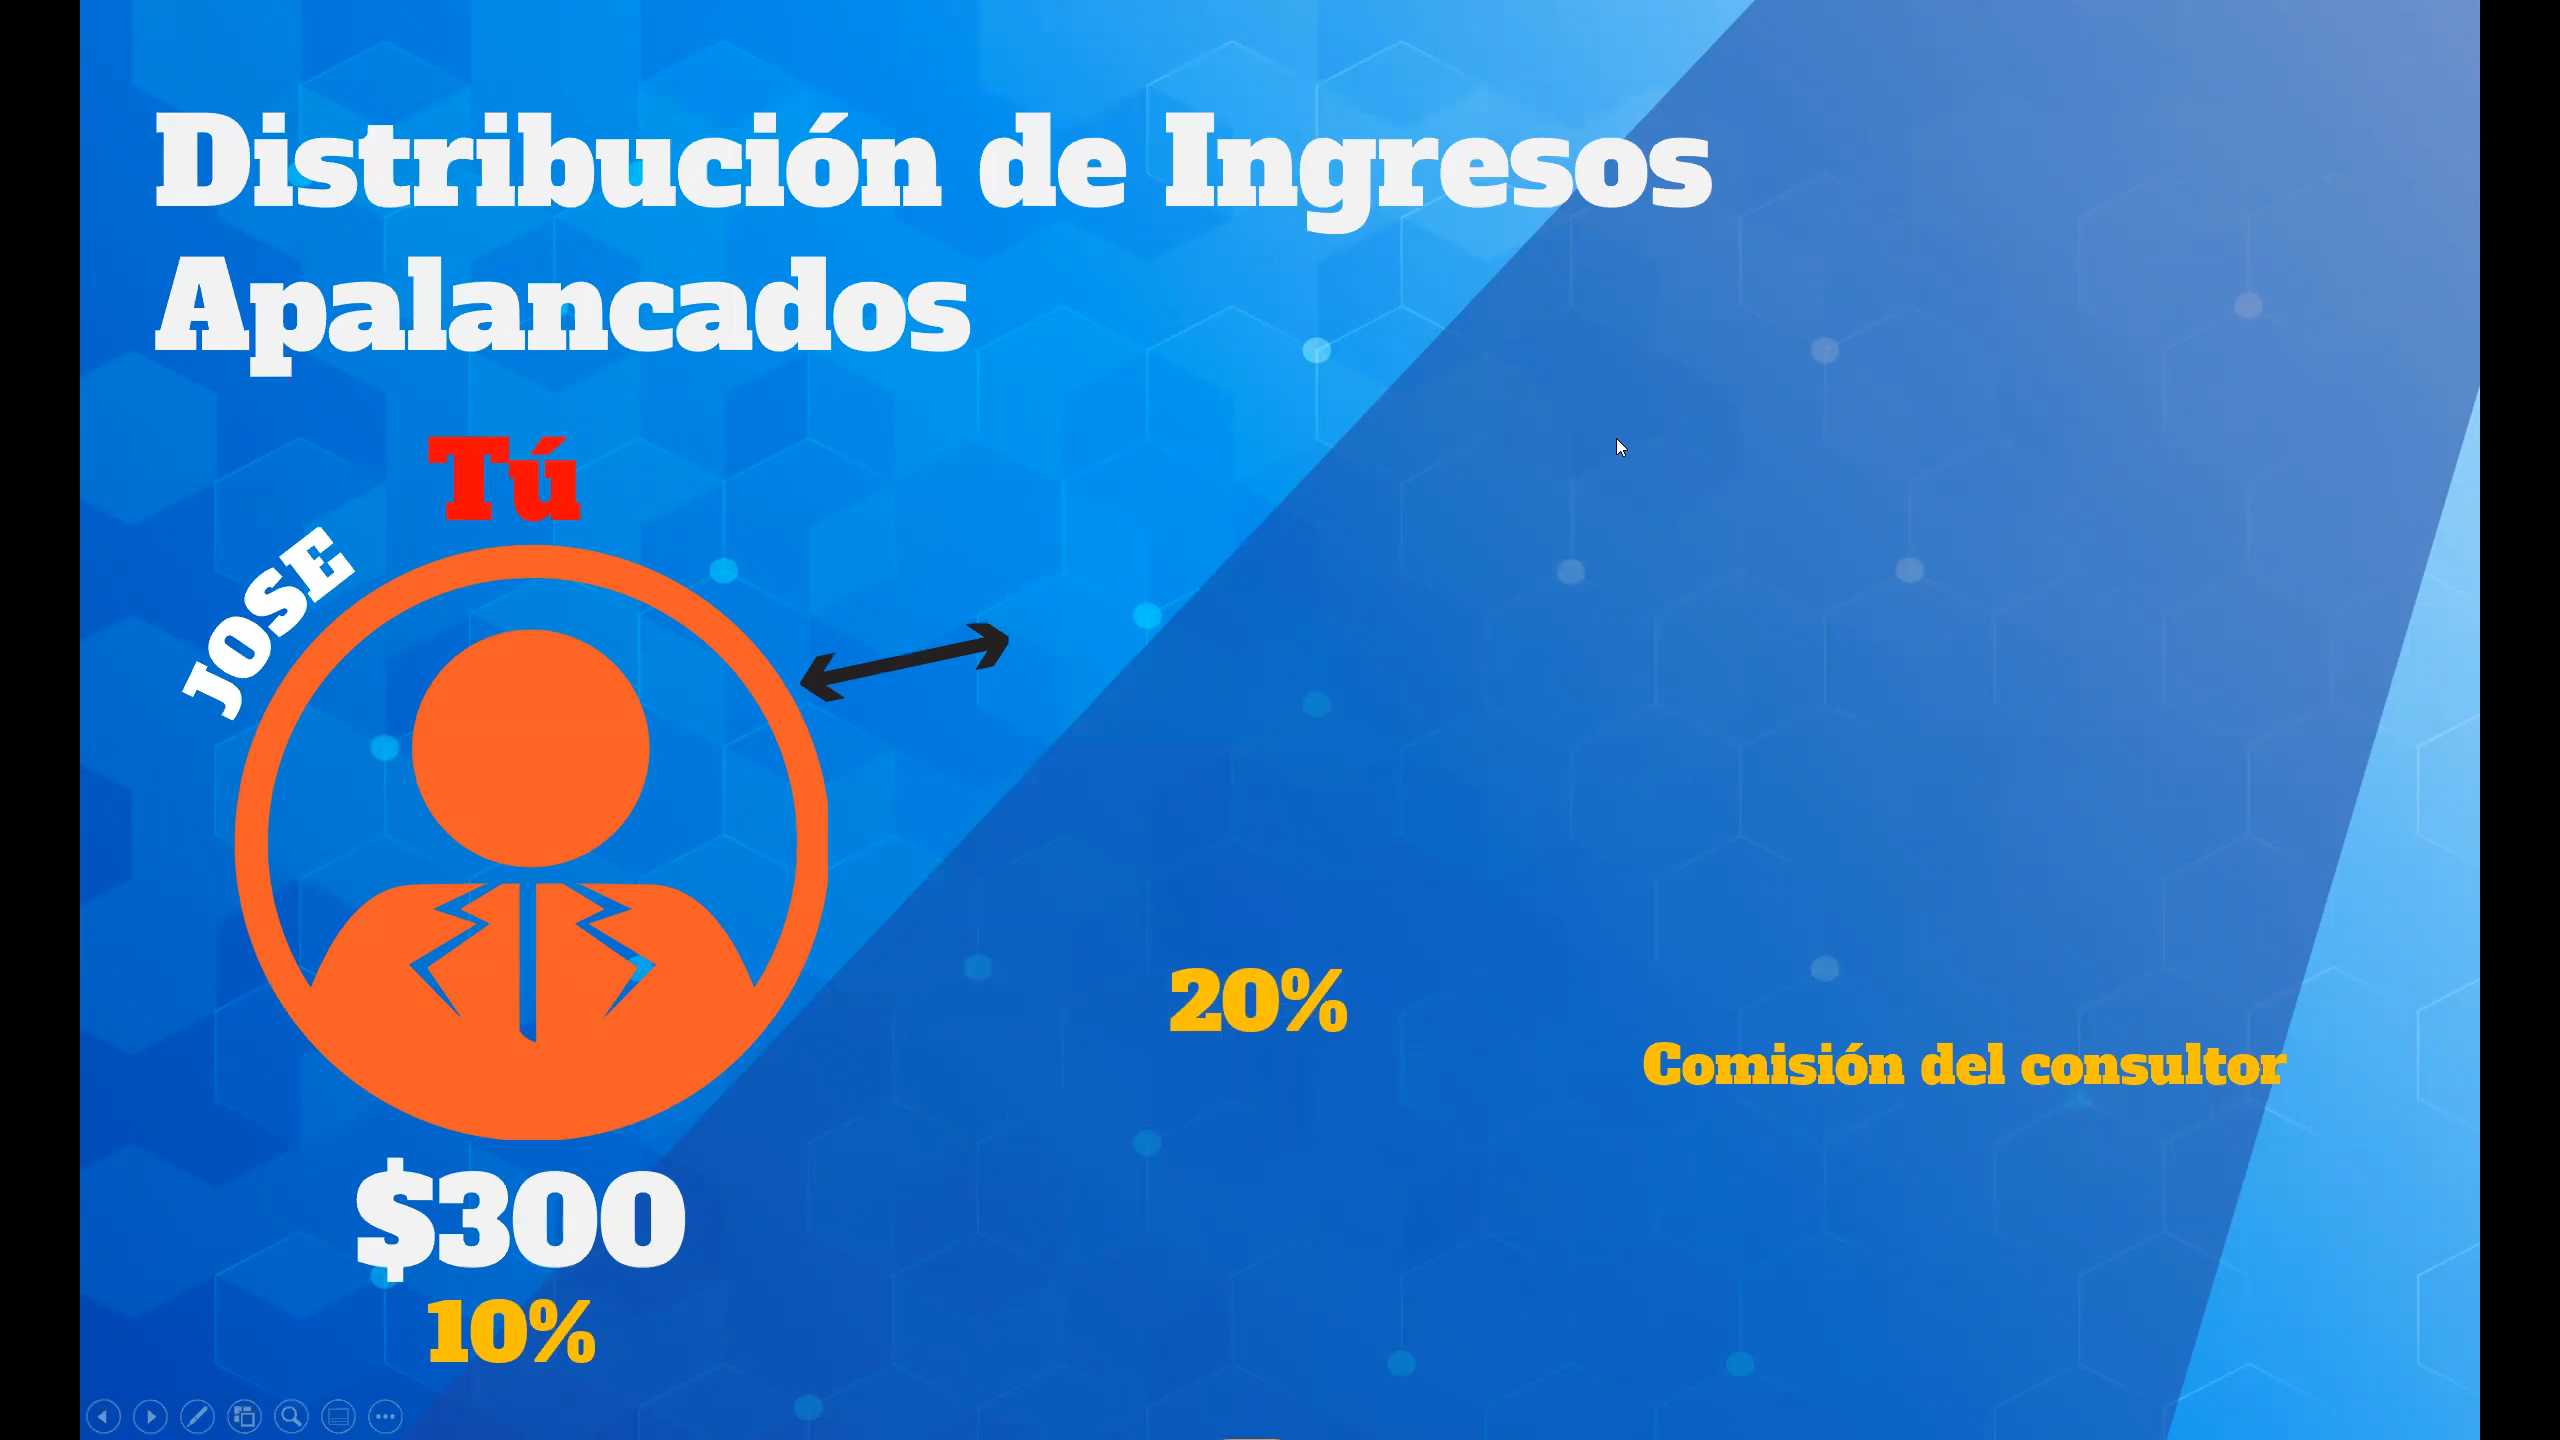 Distribución de Ingresos
Apalancados
Tú
JOSE
20%
Comisión del consultor
$300
10%